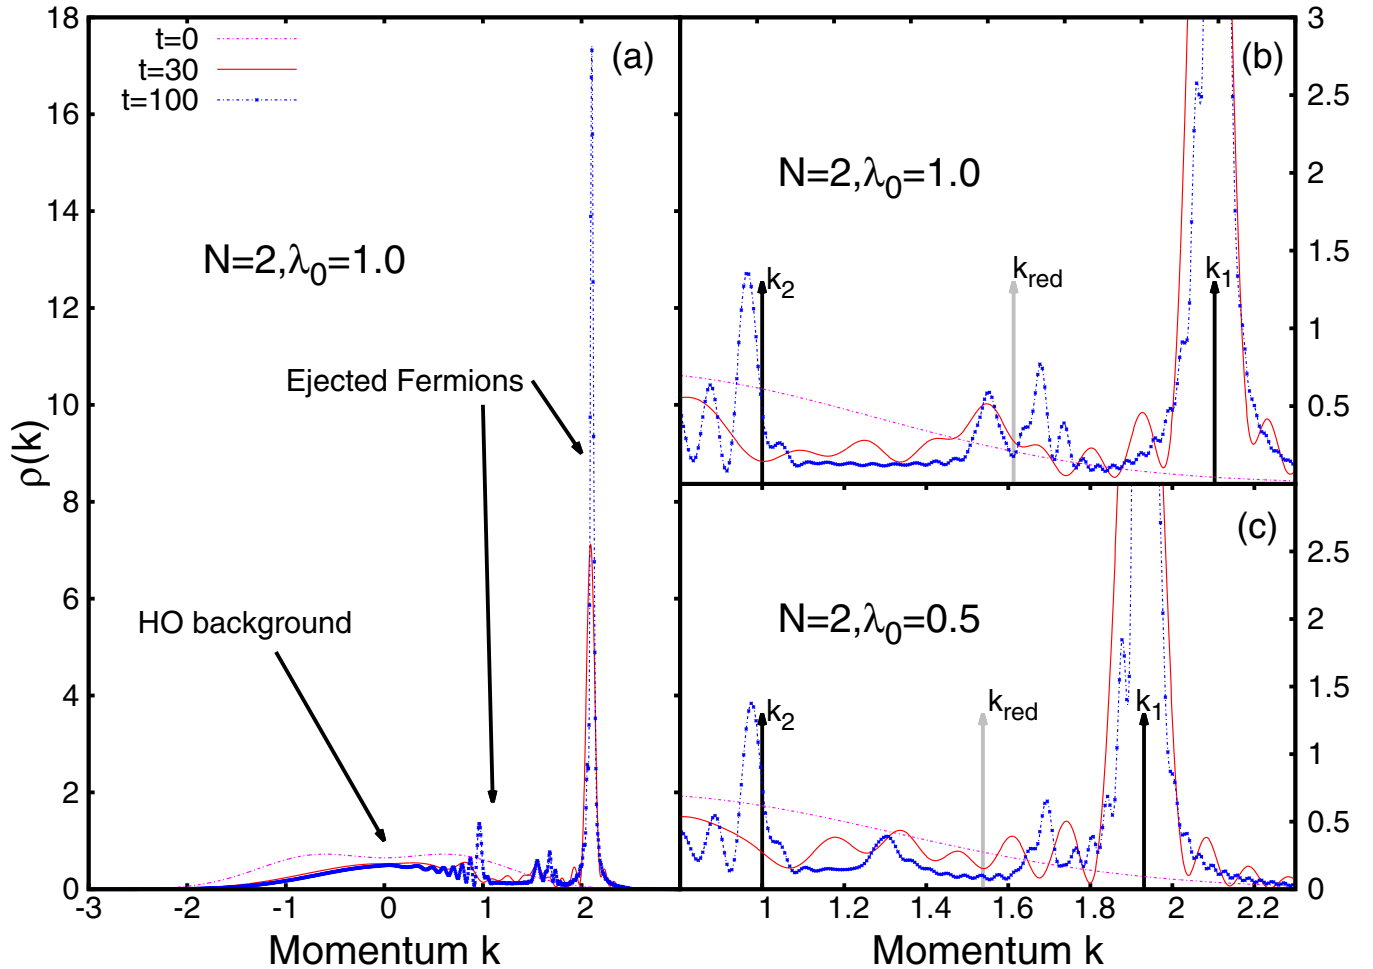 18
16
14
12
10
8
6
4
2
0
ρ(k)
t=0
t=30
t=100
(a)
N=2,λ0=1.0
Ejected Fermions
HO background
-3 -2 -1 0 1 2
Momentum k
(b)
N=2,λ0=1.0
k2
kred
k1
3
2.5
2
1.5
1
0.5
(c)
N=2,λ0=0.5
k2
kred
k1
2.5
2
1.5
1
0.5
0
1 1.2 1.4 1.6 1.8 2 2.2
Momentum k